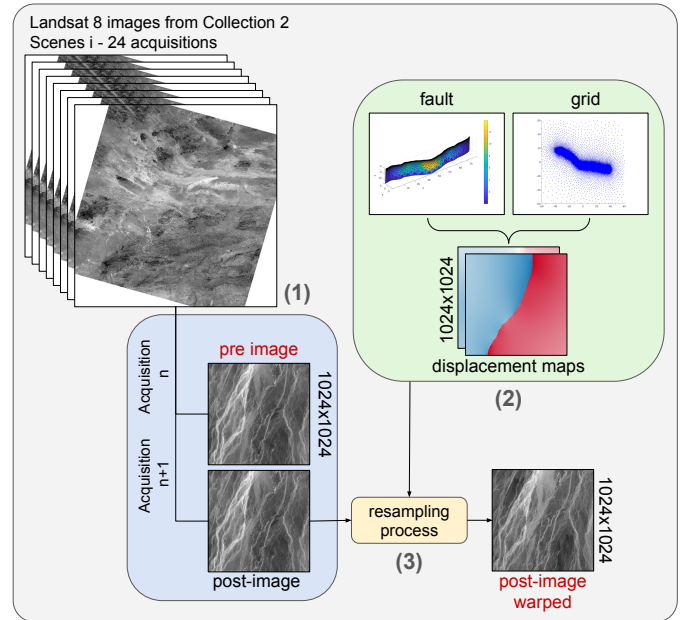 Landsat 8 images from Collection 2
Scenes i - 24 acquisitions
(1)
fault
grid
1024x1024
displacement maps
(2)
Acquisition
n
pre image
1024x1024
Acquisition
n+1
post-image
resampling
process
(3)
1024x1024
post-image
warped